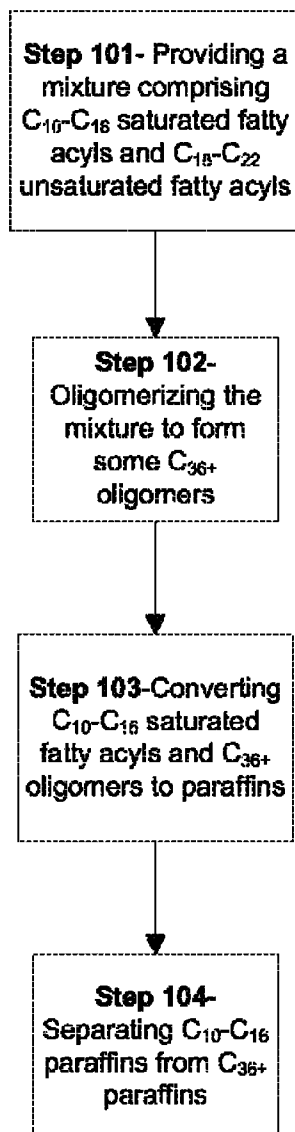 Step 101- Providing a
mixture comprising
C₁₀-C₁₆ saturated fatty
acyls and C₁₈-C₂₂
unsaturated fatty acyls
Step 102-
Oligomerizing the
mixture to form
some C₃₆₊
oligomers
Step 103-Converting
C₁₀-C₁₆ saturated
fatty acyls and C₃₆₊
oligomers to paraffins
Step 104-
Separating C₁₀-C₁₆
paraffins from C₃₆₊
paraffins